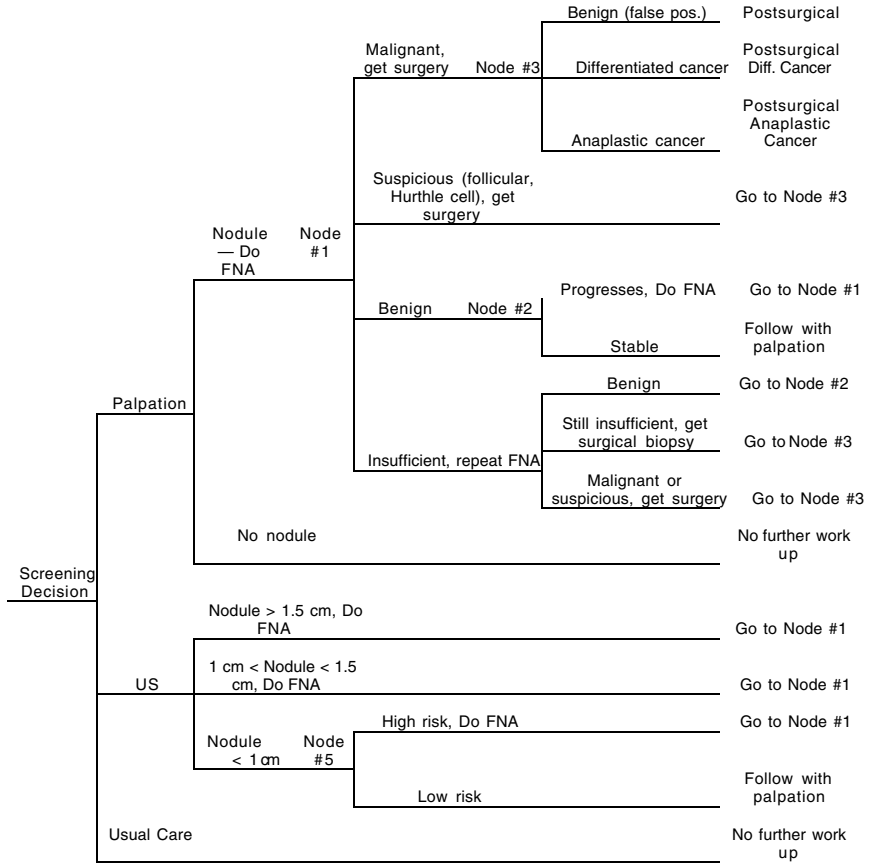 Benign (false pos.)
Postsurgical
Malignant,
get surgery
Node #3
Differentiated cancer
Postsurgical
Diff. Cancer
Anaplastic cancer
Postsurgical
Anaplastic
Cancer
Suspicious (follicular,
Hurthle cell), get
surgery
Go to Node #3
Nodule
— Do
FNA
Node
#1
Benign
Node #2
Progresses, Do FNA
Go to Node #1
Stable
Follow with
palpation
Palpation
Benign
Go to Node #2
Still insufficient, get
surgical biopsy
Go to Node #3
Insufficient, repeat FNA
Malignant or
suspicious, get surgery
Go to Node #3
No nodule
No further work
up
Screening
Decision
Nodule > 1.5 cm, Do
FNA
Go to Node #1
US
1 cm < Nodule < 1.5
cm, Do FNA
Go to Node #1
Nodule
< 1 cm
Node
#5
High risk, Do FNA
Go to Node #1
Low risk
Follow with
palpation
Usual Care
No further work
up